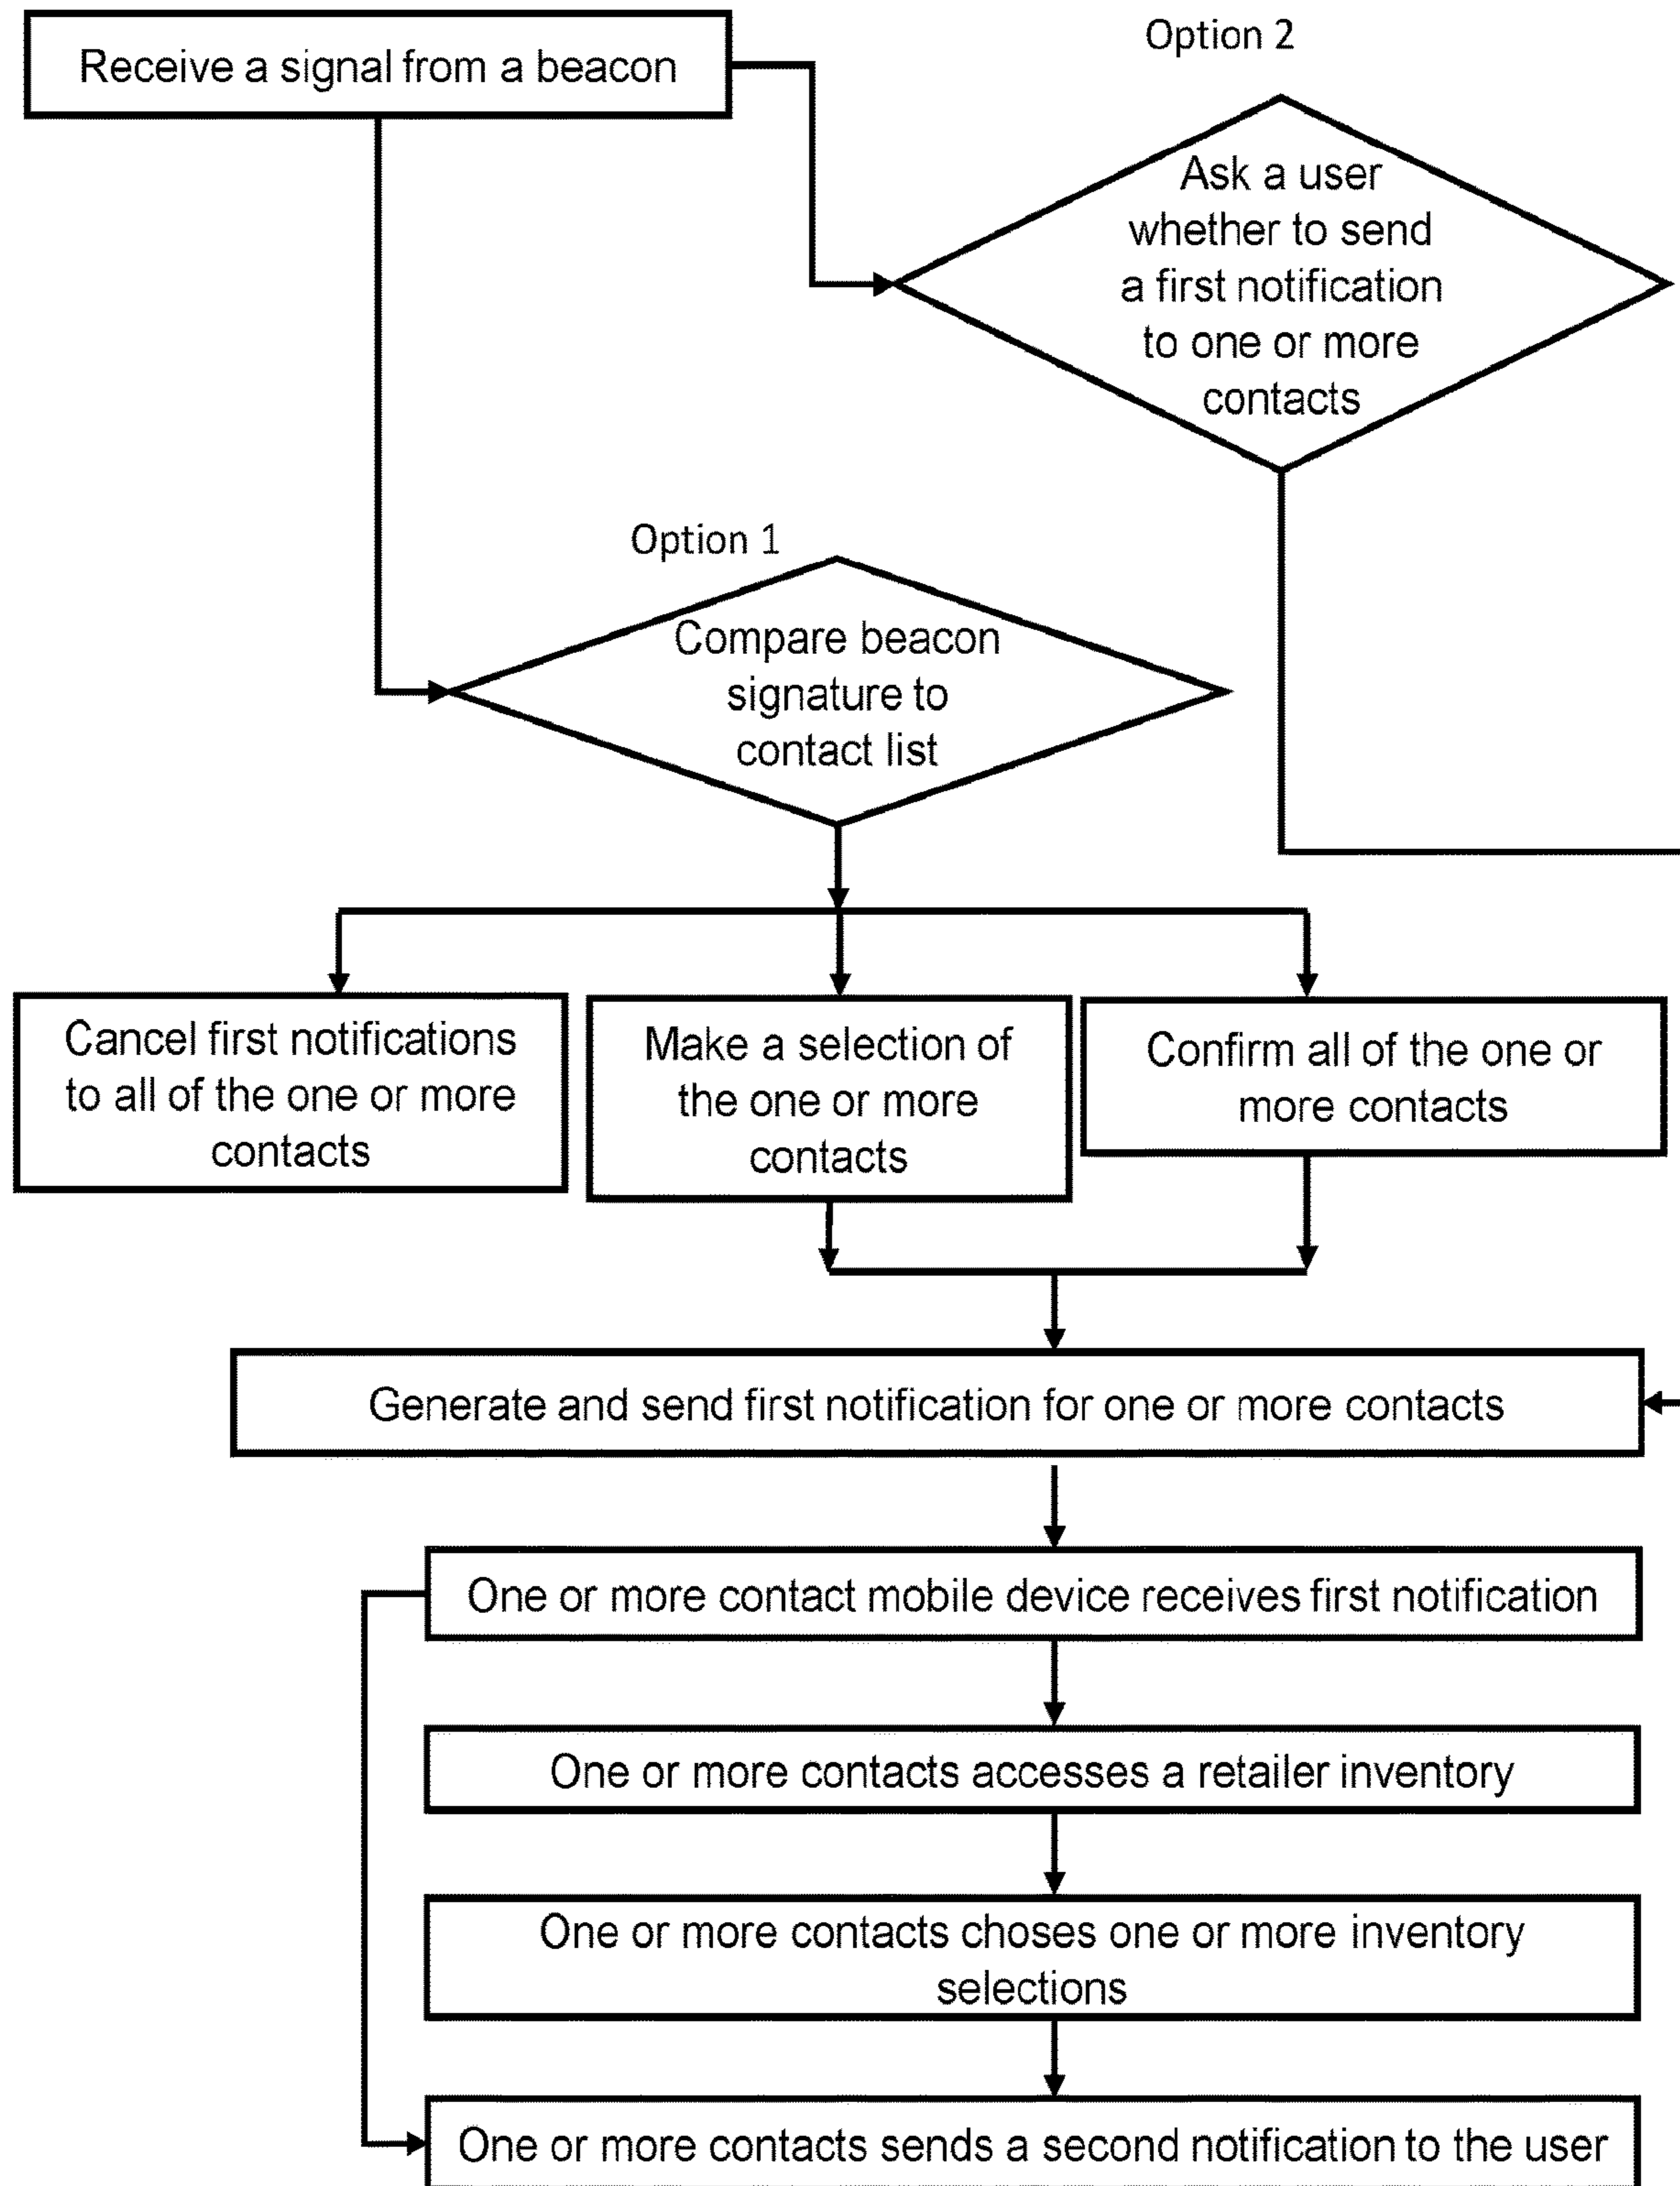 Option 2
Receive a signal from a beacon
Ask a user
whether to send
a first notification
to one or more
contacts
Option 1
Compare beacon
signature to
contact list
Cancel first notifications
to all of the one or more
contacts
Make a selection of
the one or more
contacts
Confirm all of the one or
more contacts
Generate and send first notification for one or more contacts
One or more contact mobile device receives first notification
One or more contacts accesses a retailer inventory
One or more contacts choses one or more inventory
selections
One or more contacts sends a second notification to the user